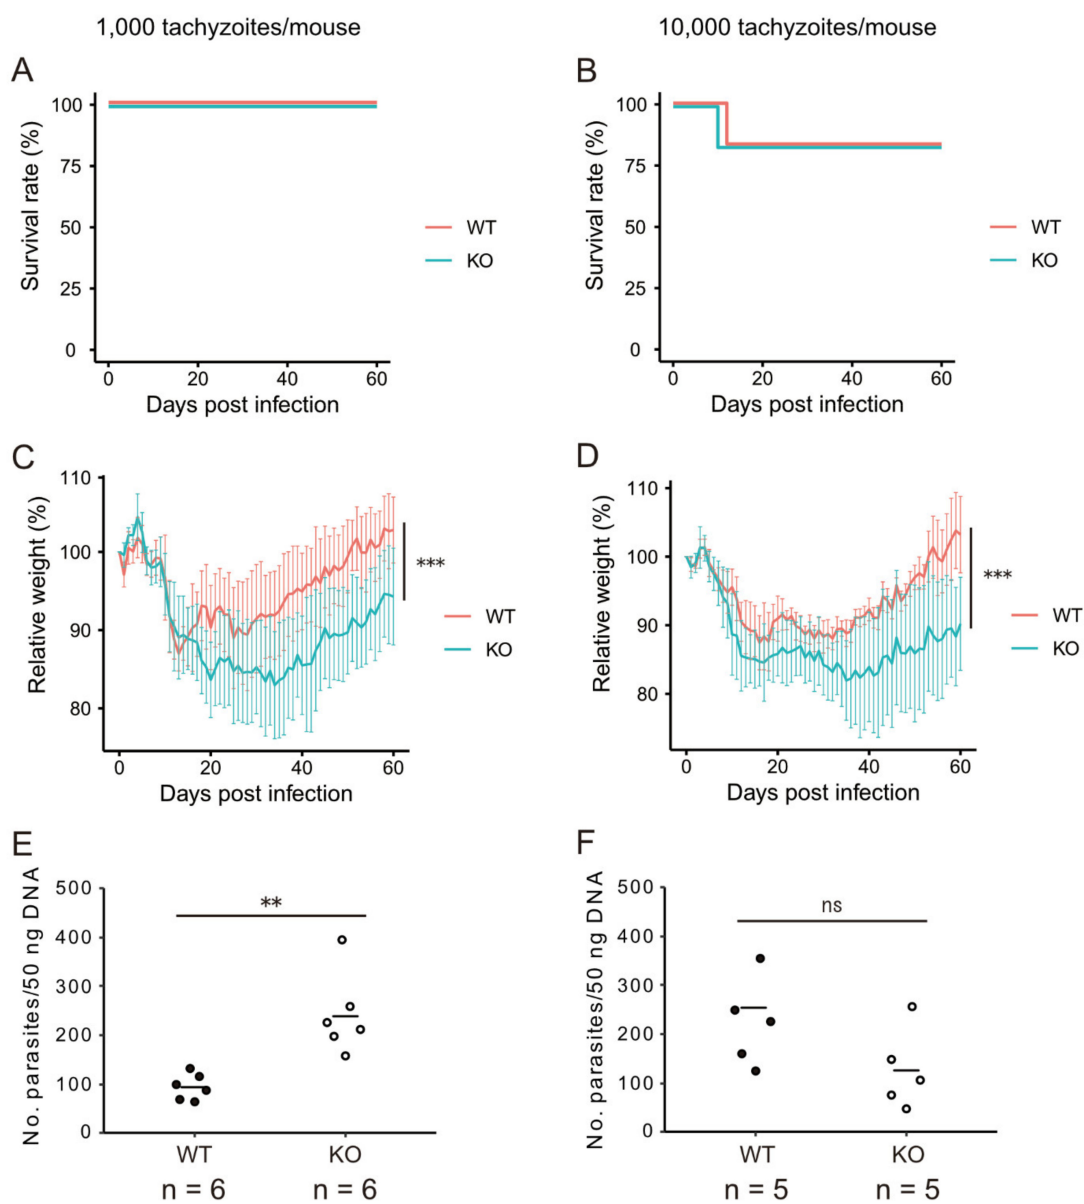 1,000 tachyzoites/mouse
10,000 tachyzoites/mouse
A
Survival rate (%)
100
75
50
25
0
0 20 40 60
Days post infection
WT
KO
B
Survival rate (%)
100
75
50
25
0
0 20 40 60
Days post infection
WT
KO
C
Relative weight (%)
110
100
90
80
0 20 40 60
Days post infection
***
WT
KO
D
Relative weight (%)
110
100
90
80
0 20 40 60
Days post infection
***
WT
KO
E
No. parasites/50 ng DNA
500
400
300
200
100
0
**
WT KO
n = 6 n = 6
F
No. parasites/50 ng DNA
500
400
300
200
100
0
ns
WT KO
n = 5 n = 5